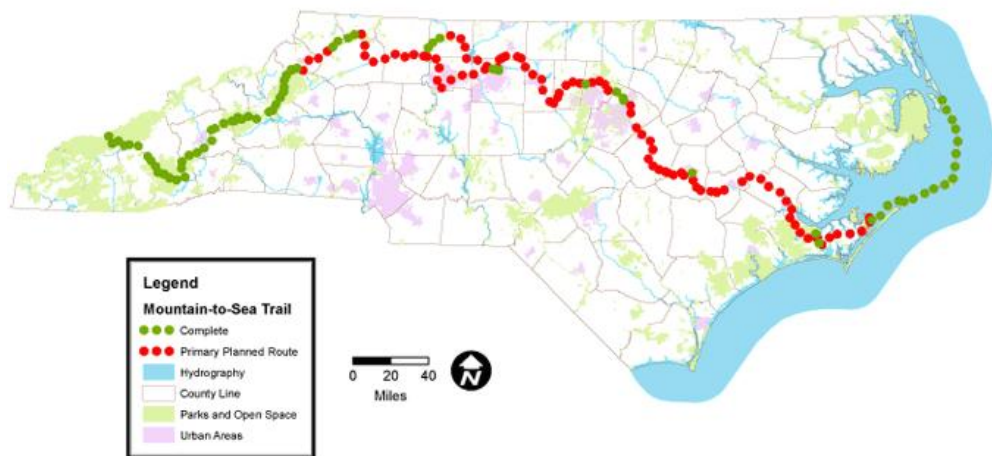 Legend
Mountain-to-Sea Trail
Complete
Primary Planned Route
Hydrography
County Line
Parks and Open Space
Urban Areas
0 20 40
Miles
N